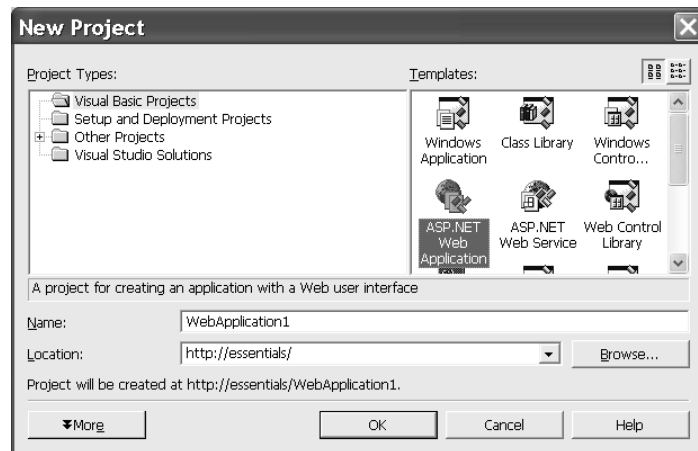 New Project
Project Types:
Templates:
Visual Basic Projects
Setup and Deployment Projects
Other Projects
Visual Studio Solutions
Windows
Application
Class Library
Windows
Contro...
ASP.NET
Web
Application
ASP.NET
Web Service
Web Control
Library
A project for creating an application with a Web user interface
Name:
WebApplication1
Location:
http://essentials/
Browse...
Project will be created at http://essentials/WebApplication1.
More
OK
Cancel
Help